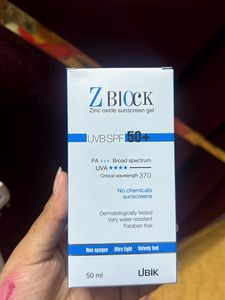 Z BlOCK
Zinc oxide sunscreen gel
UVB SPF 50+
PA +++ Broad spectrum
UVA ★★★★
Critical wavelength 370
No chemicals
sunscreens
Dermatologically tested
Very water resistant
Paraben free
Non opaque Ultra light Velvety feel
50 ml ÜBIK